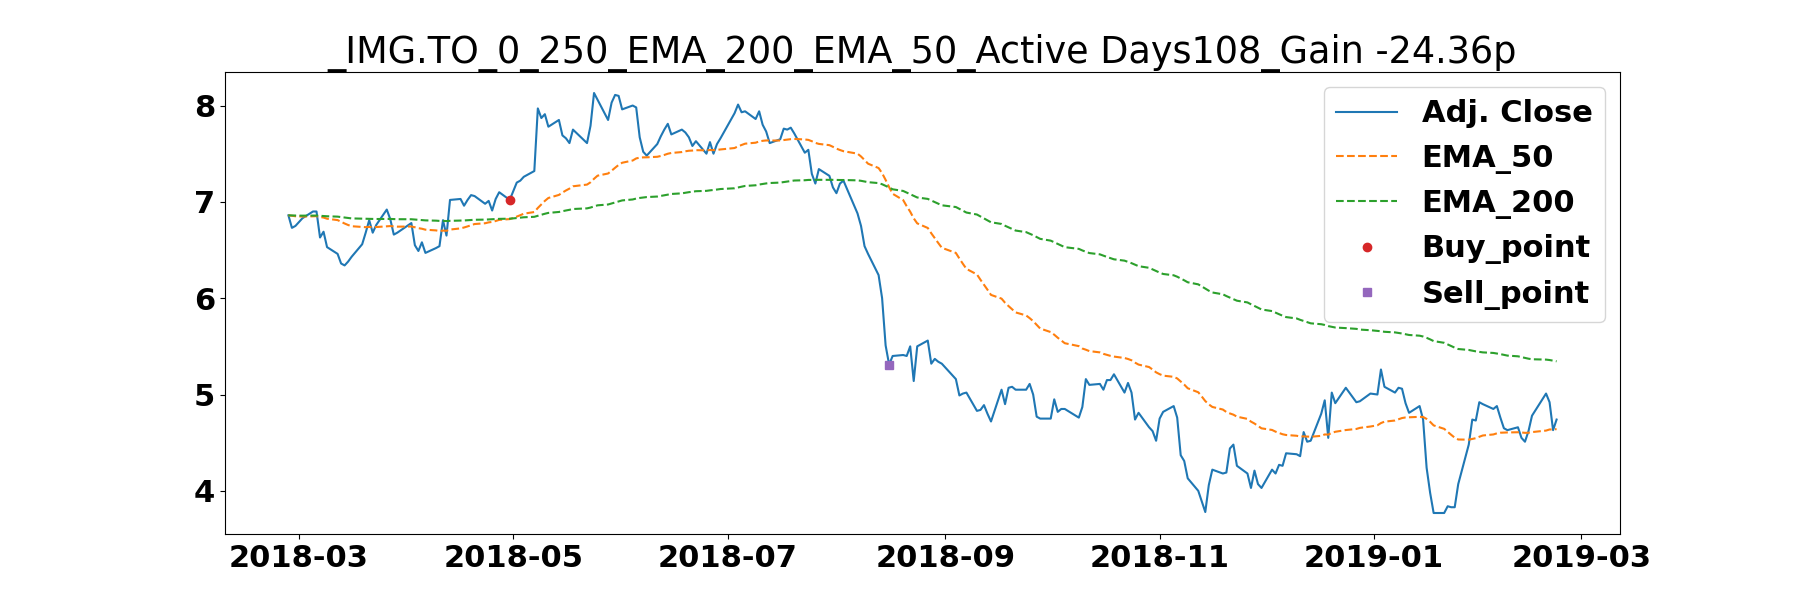 _IMG.TO_0_250_EMA_200_EMA_50_Active Days108_Gain -24.36p
8
7
6
5
4
Adj. Close
EMA_50
EMA_200
Buy_point
Sell_point
2018-03 2018-05 2018-07 2018-09 2018-11 2019-01 2019-03